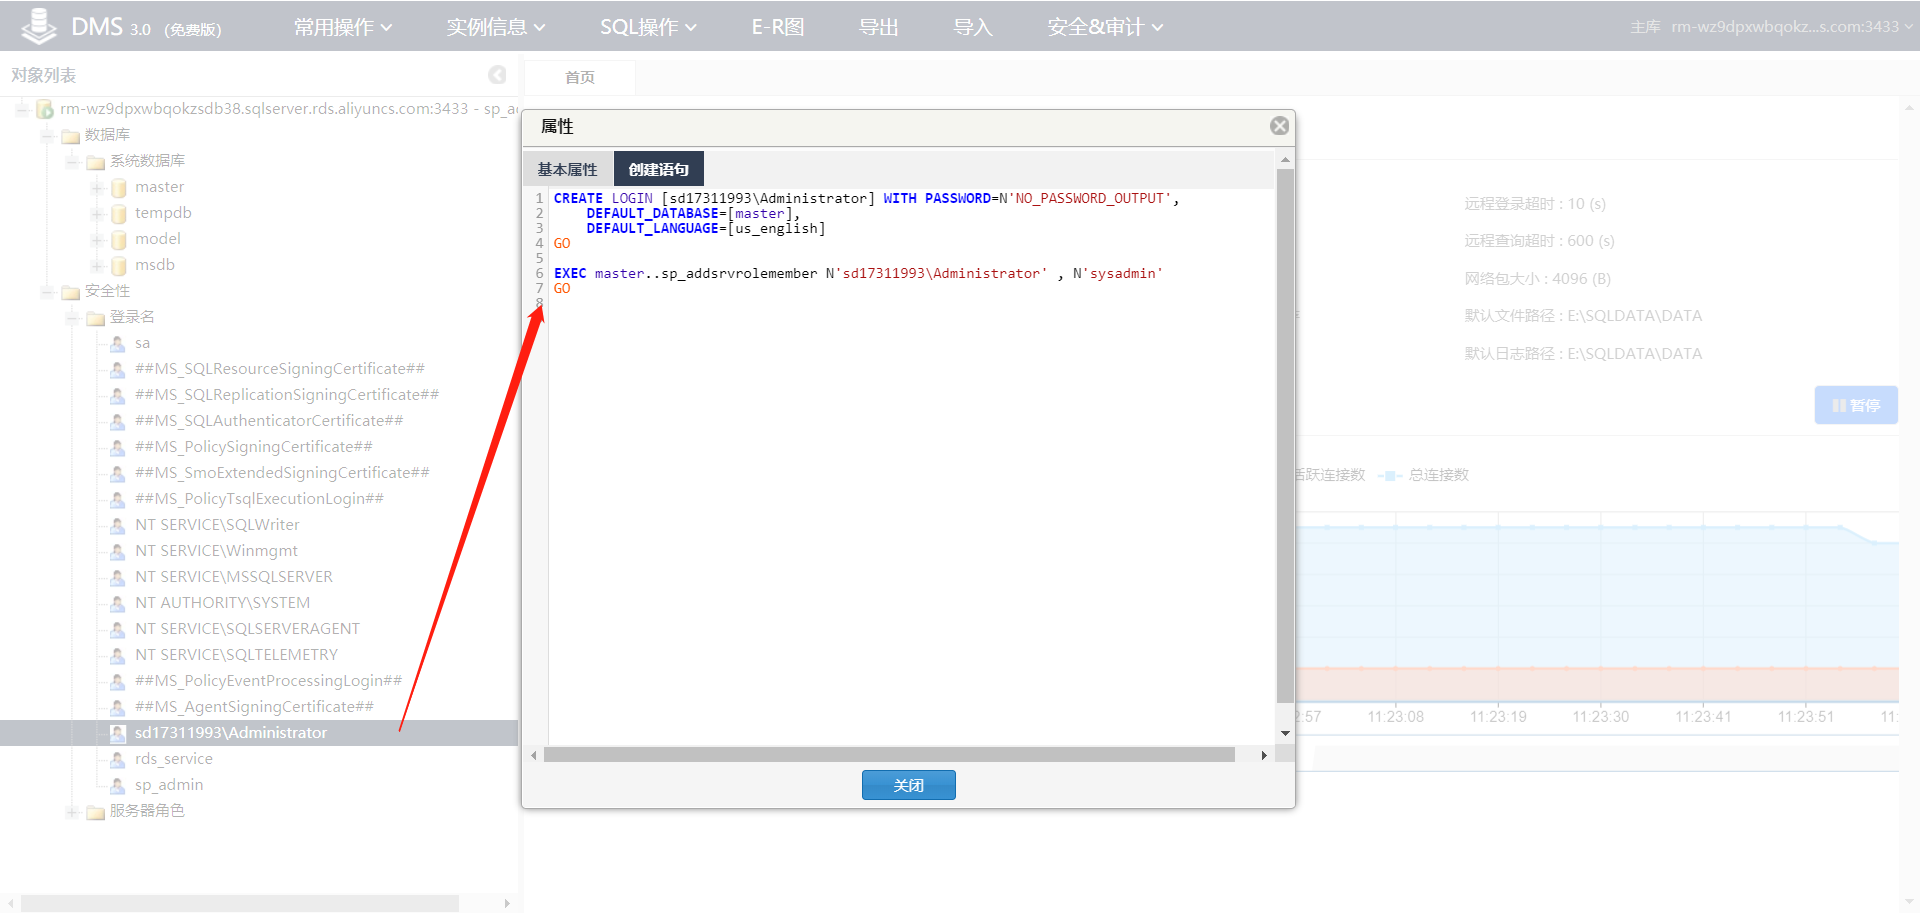 DMS 3.0 (免费版) 常用操作 实例信息 SQL操作 E-R图 导出 导入 安全&审计 主库 rm-wz9dpxwbqokz...s.com:3433
对象列表
rm-wz9dpxwbqokzsdb38.sqlserver.rds.aliyuncs.com:3433 - sp_a
数据库
系统数据库
master
tempdb
model
msdb
安全性
登录名
sa
##MS_SQLResourceSigningCertificate##
##MS_SQLReplicationSigningCertificate##
##MS_SQLAuthenticatorCertificate##
##MS_PolicySigningCertificate##
##MS_SmoExtendedSigningCertificate##
##MS_PolicyTsqlExecutionLogin##
NT SERVICE\SQLWriter
NT SERVICE\Winmgmt
NT SERVICE\MSSQLSERVER
NT AUTHORITY\SYSTEM
NT SERVICE\SQLSERVERAGENT
NT SERVICE\SQLTELEMETRY
##MS_PolicyEventProcessingLogin##
##MS_AgentSigningCertificate##
sd17311993\Administrator
rds_service
sp_admin
服务器角色
首页
属性
基本属性 创建语句
1 CREATE LOGIN [sd17311993\Administrator] WITH PASSWORD=N'NO_PASSWORD_OUTPUT',
2 DEFAULT_DATABASE=[master],
3 DEFAULT_LANGUAGE=[us_english]
4 GO
5
6 EXEC master..sp_addsrvrolemember N'sd17311993\Administrator' , N'sysadmin'
7 GO
8
关闭
远程登录超时 : 10 (s)
远程查询超时 : 600 (s)
网络包大小 : 4096 (B)
默认文件路径 : E:\SQLDATA\DATA
默认日志路径 : E:\SQLDATA\DATA
暂停
活跃连接数 总连接数
2:57 11:23:08 11:23:19 11:23:30 11:23:41 11:23:51 11: